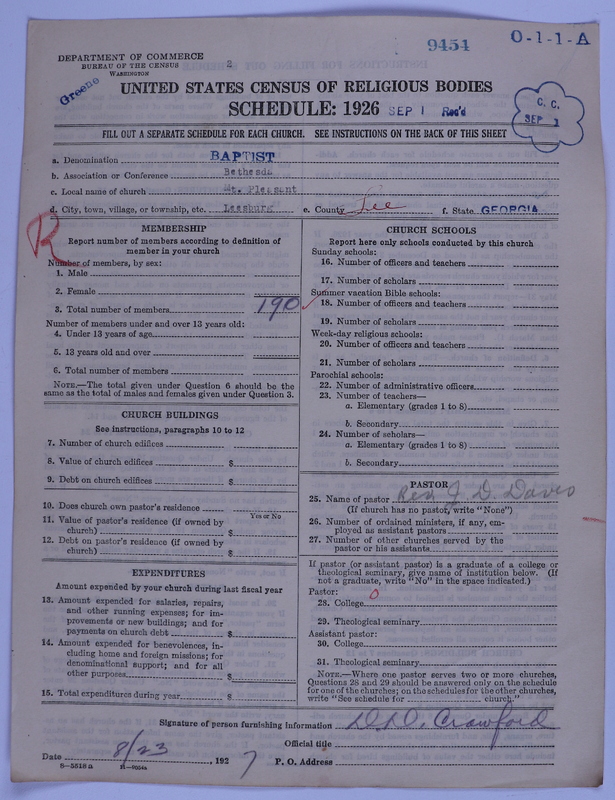 9454
O-1-1-A
DEPARTMENT OF COMMERCE
BUREAU OF THE CENSUS
WASHINGTON
2
Greene
UNITED STATES CENSUS OF RELIGIOUS BODIES
SCHEDULE: 1926
SEP 1 Rec'd
C. C.
SEP 1
FILL OUT A SEPARATE SCHEDULE FOR EACH CHURCH. SEE INSTRUCTIONS ON THE BACK OF THIS SHEET
a. Denomination BAPTIST
b. Association or Conference Bethesda
c. Local name of church Mt. Pleasant
d. City, town, village, or township, etc. Leesburg e. County Lee f. State GEORGIA
R
MEMBERSHIP
Report number of members according to definition of
member in your church
Number of members, by sex:
1. Male
2. Female
3. Total number of members 190
Number of members under and over 13 years old:
4. Under 13 years of age
5. 13 years old and over
6. Total number of members
NOTE.—The total given under Question 6 should be the
same as the total of males and females given under Question 3.
CHURCH BUILDINGS
See instructions, paragraphs 10 to 12
7. Number of church edifices
8. Value of church edifices $
9. Debt on church edifices $
10. Does church own pastor's residence
Yes or No
11. Value of pastor's residence (if owned by
church) $
12. Debt on pastor's residence (if owned by
church) $
EXPENDITURES
Amount expended by your church during last fiscal year
13. Amount expended for salaries, repairs,
and other running expenses; for im-
provements or new buildings; and for
payments on church debt $
14. Amount expended for benevolences, in-
cluding home and foreign missions; for
denominational support; and for all
other purposes $
15. Total expenditures during year $
CHURCH SCHOOLS
Report here only schools conducted by this church
Sunday schools:
16. Number of officers and teachers
17. Number of scholars
Summer vacation Bible schools:
18. Number of officers and teachers
19. Number of scholars
Week-day religious schools:
20. Number of officers and teachers
21. Number of scholars
Parochial schools:
22. Number of administrative officers
23. Number of teachers—
a. Elementary (grades 1 to 8)
b. Secondary
24. Number of scholars—
a. Elementary (grades 1 to 8)
b. Secondary
PASTOR
25. Name of pastor Rev. J. D. Davis
(If church has no pastor, write "None")
26. Number of ordained ministers, if any, em-
ployed as assistant pastors
27. Number of other churches served by the
pastor or his assistants
If pastor (or assistant pastor) is a graduate of a college or
theological seminary, give name of institution below. (If
not a graduate, write "No" in the space indicated.)
Pastor:
28. College 0
29. Theological seminary
Assistant pastor:
30. College
31. Theological seminary
NOTE.—Where one pastor serves two or more churches,
Questions 28 and 29 should be answered only on the schedule
for one of the churches; on the schedules for the other churches,
write "See schedule for church."
Signature of person furnishing information D. D. Crawford
Official title
Date 8/23, 1927 P. O. Address
8-5518 a